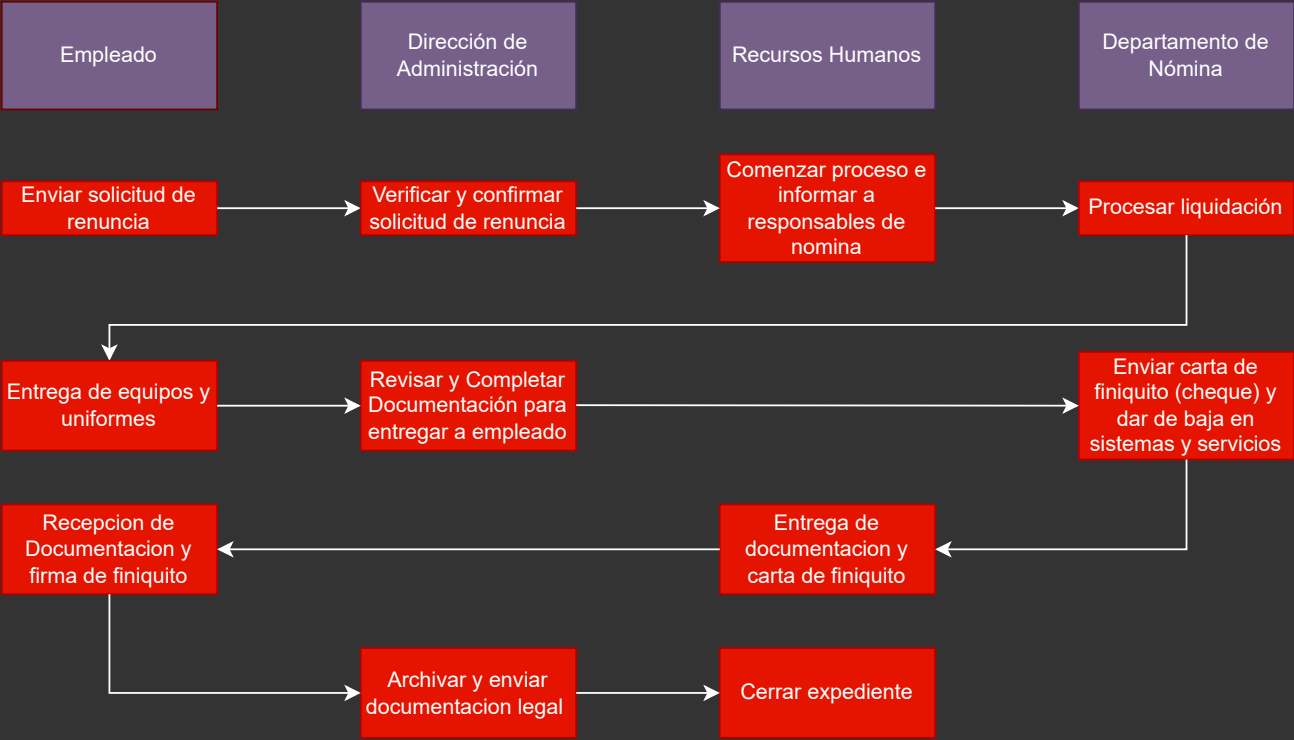 Empleado
Dirección de
Administración
Recursos Humanos
Departamento de
Nómina
Enviar solicitud de
renuncia
Verificar y confirmar
solicitud de renuncia
Comenzar proceso e
informar a
responsables de
nomina
Procesar liquidación
Entrega de equipos y
uniformes
Revisar y Completar
Documentación para
entregar a empleado
Enviar carta de
finiquito (cheque) y
dar de baja en
sistemas y servicios
Recepcion de
Documentacion y
firma de finiquito
Entrega de
documentacion y
carta de finiquito
Archivar y enviar
documentacion legal
Cerrar expediente